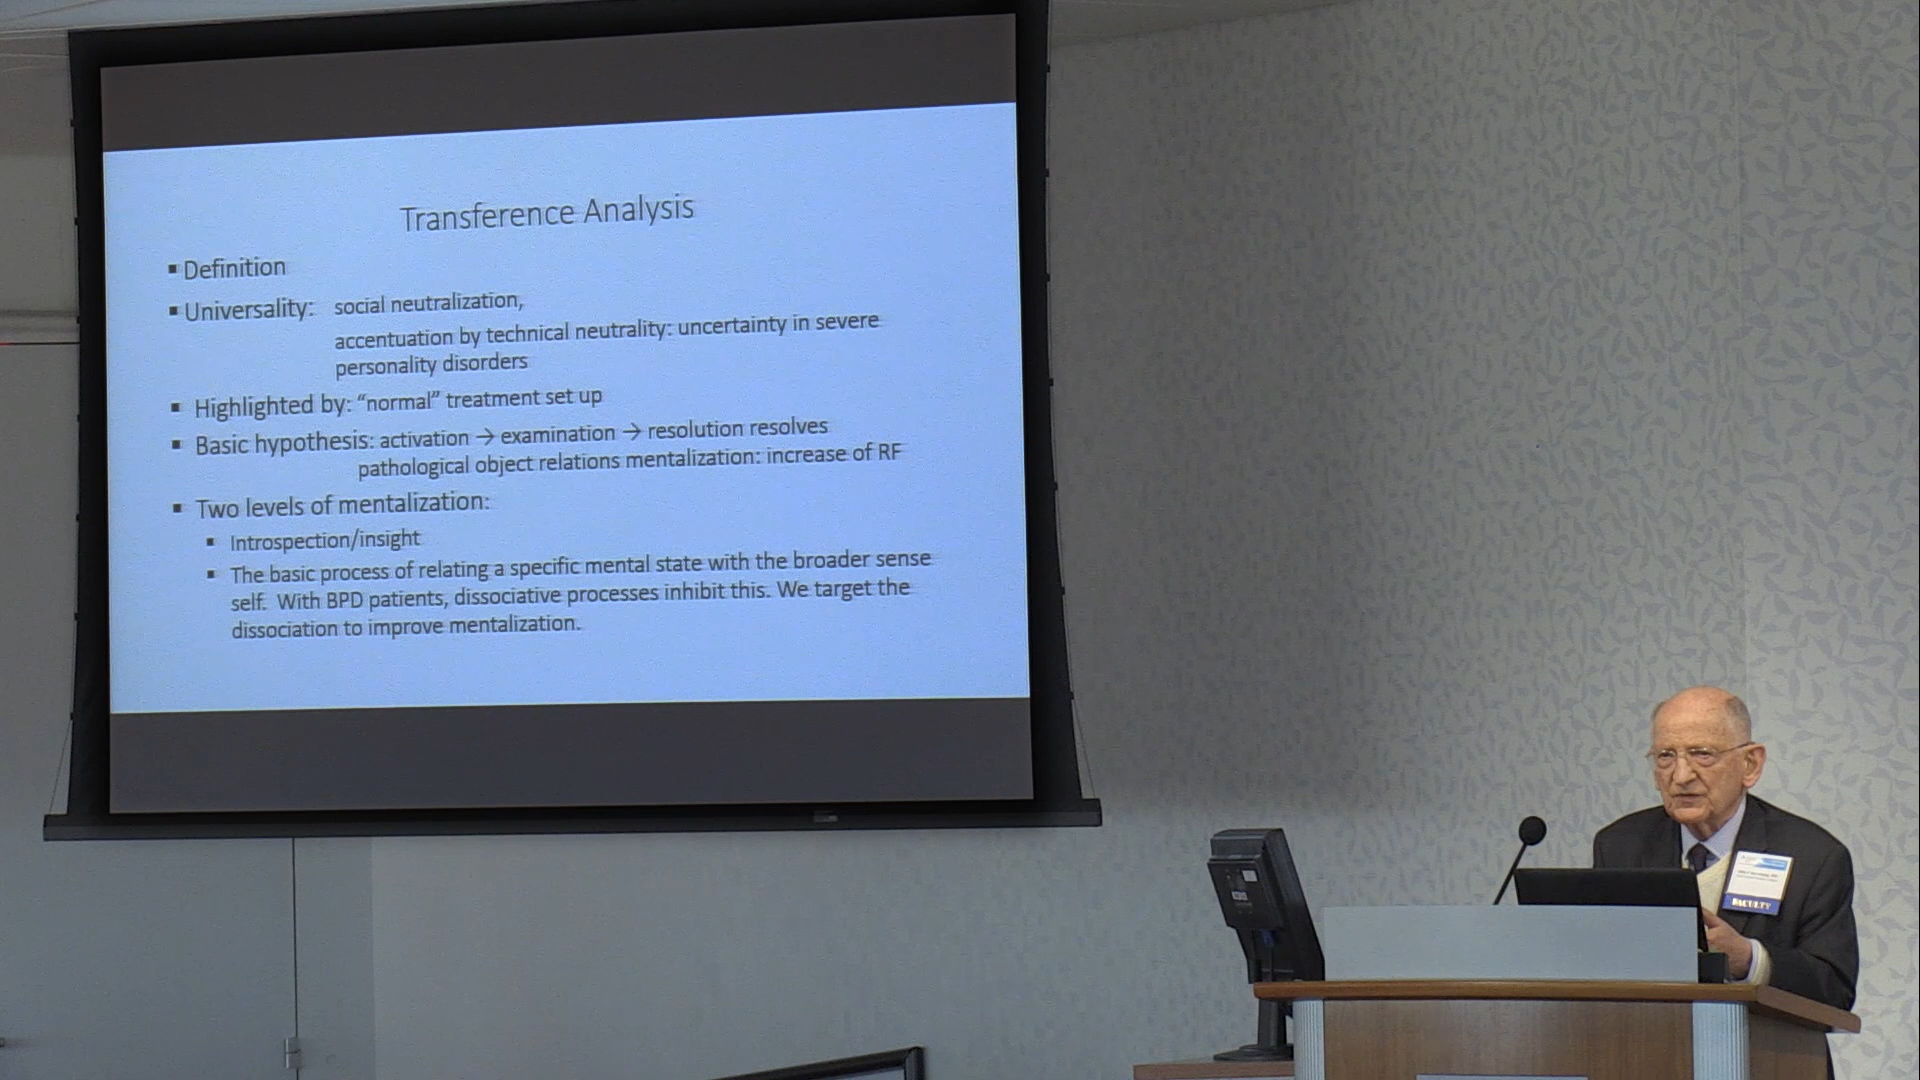 Transference Analysis
▪ Definition
▪ Universality: social neutralization,
accentuation by technical neutrality: uncertainty in severe
personality disorders
▪ Highlighted by: “normal” treatment set up
▪ Basic hypothesis: activation → examination → resolution resolves
pathological object relations mentalization: increase of RF
▪ Two levels of mentalization:
▪ Introspection/insight
▪ The basic process of relating a specific mental state with the broader sense
self. With BPD patients, dissociative processes inhibit this. We target the
dissociation to improve mentalization.
FACULTY